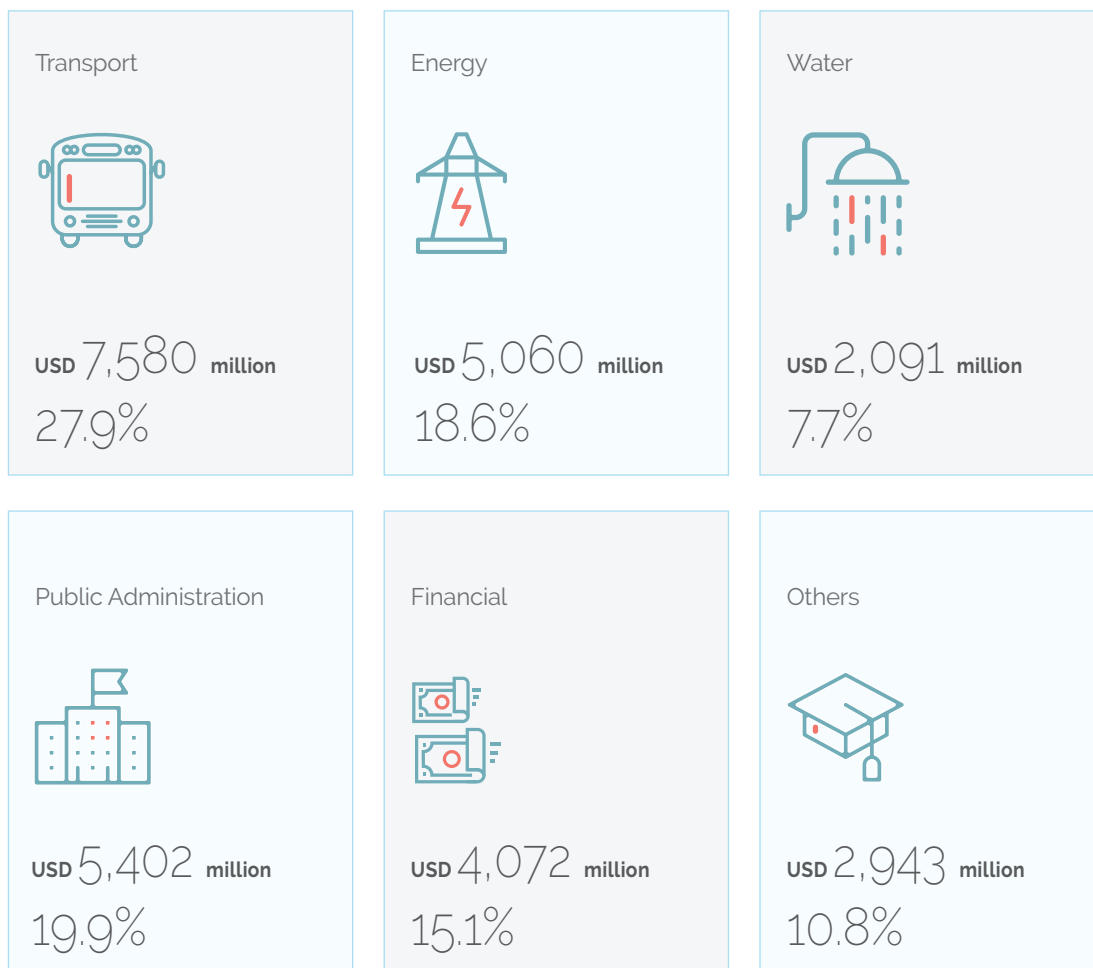 Transport
USD 7,580 million
27.9%
Energy
USD 5,060 million
18.6%
Water
USD 2,091 million
7.7%
Public Administration
USD 5,402 million
19.9%
Financial
USD 4,072 million
15.1%
Others
USD 2,943 million
10.8%